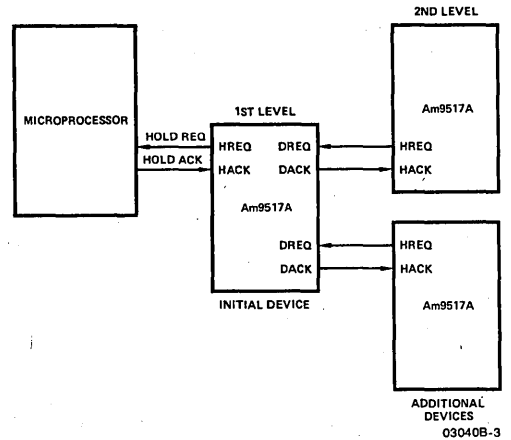 2ND LEVEL
Am9517A
HREQ
HACK
MICROPROCESSOR
HOLD REQ
HOLD ACK
1ST LEVEL
HREQ DREQ
HACK DACK
Am9517A
DREQ
DACK
INITIAL DEVICE
HREQ
HACK
Am9517A
ADDITIONAL
DEVICES
03040B-3